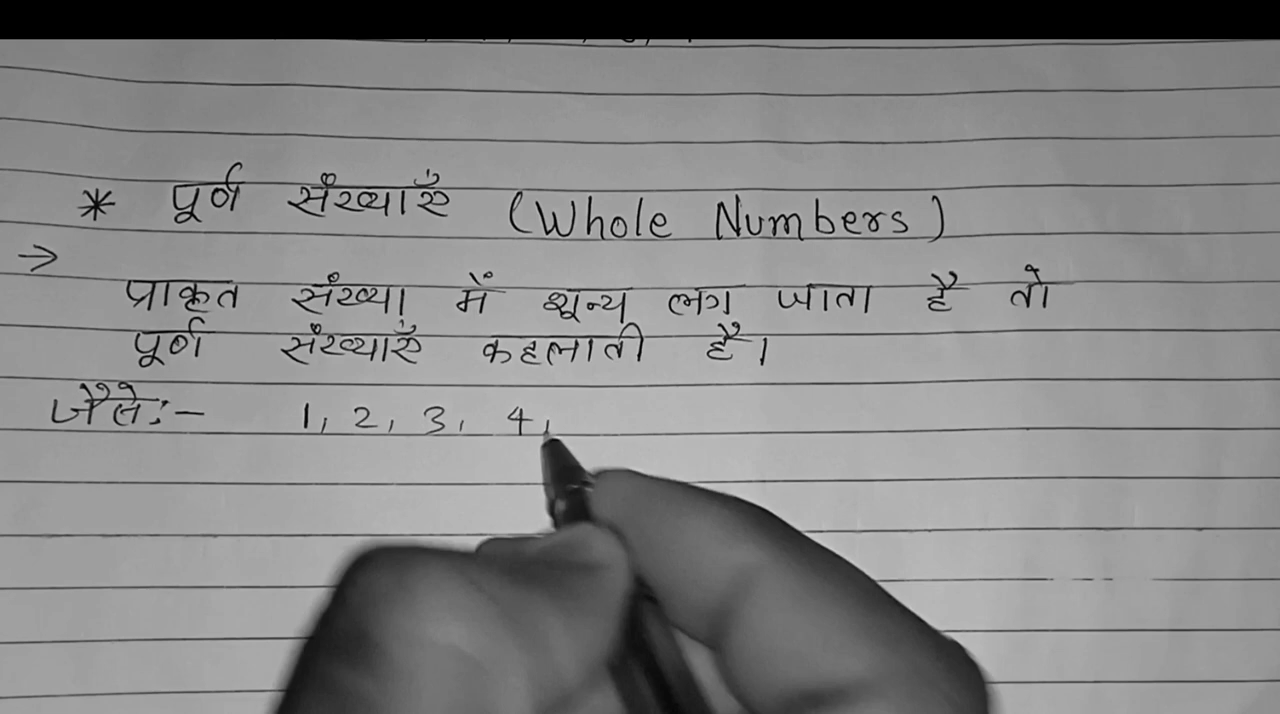 * पूर्ण संख्याएँ (Whole Numbers)
→
प्राकृत संख्या में शून्य लग जाता है तो
पूर्ण संख्याएँ कहलाती है।
जैसे:- 1, 2, 3, 4,